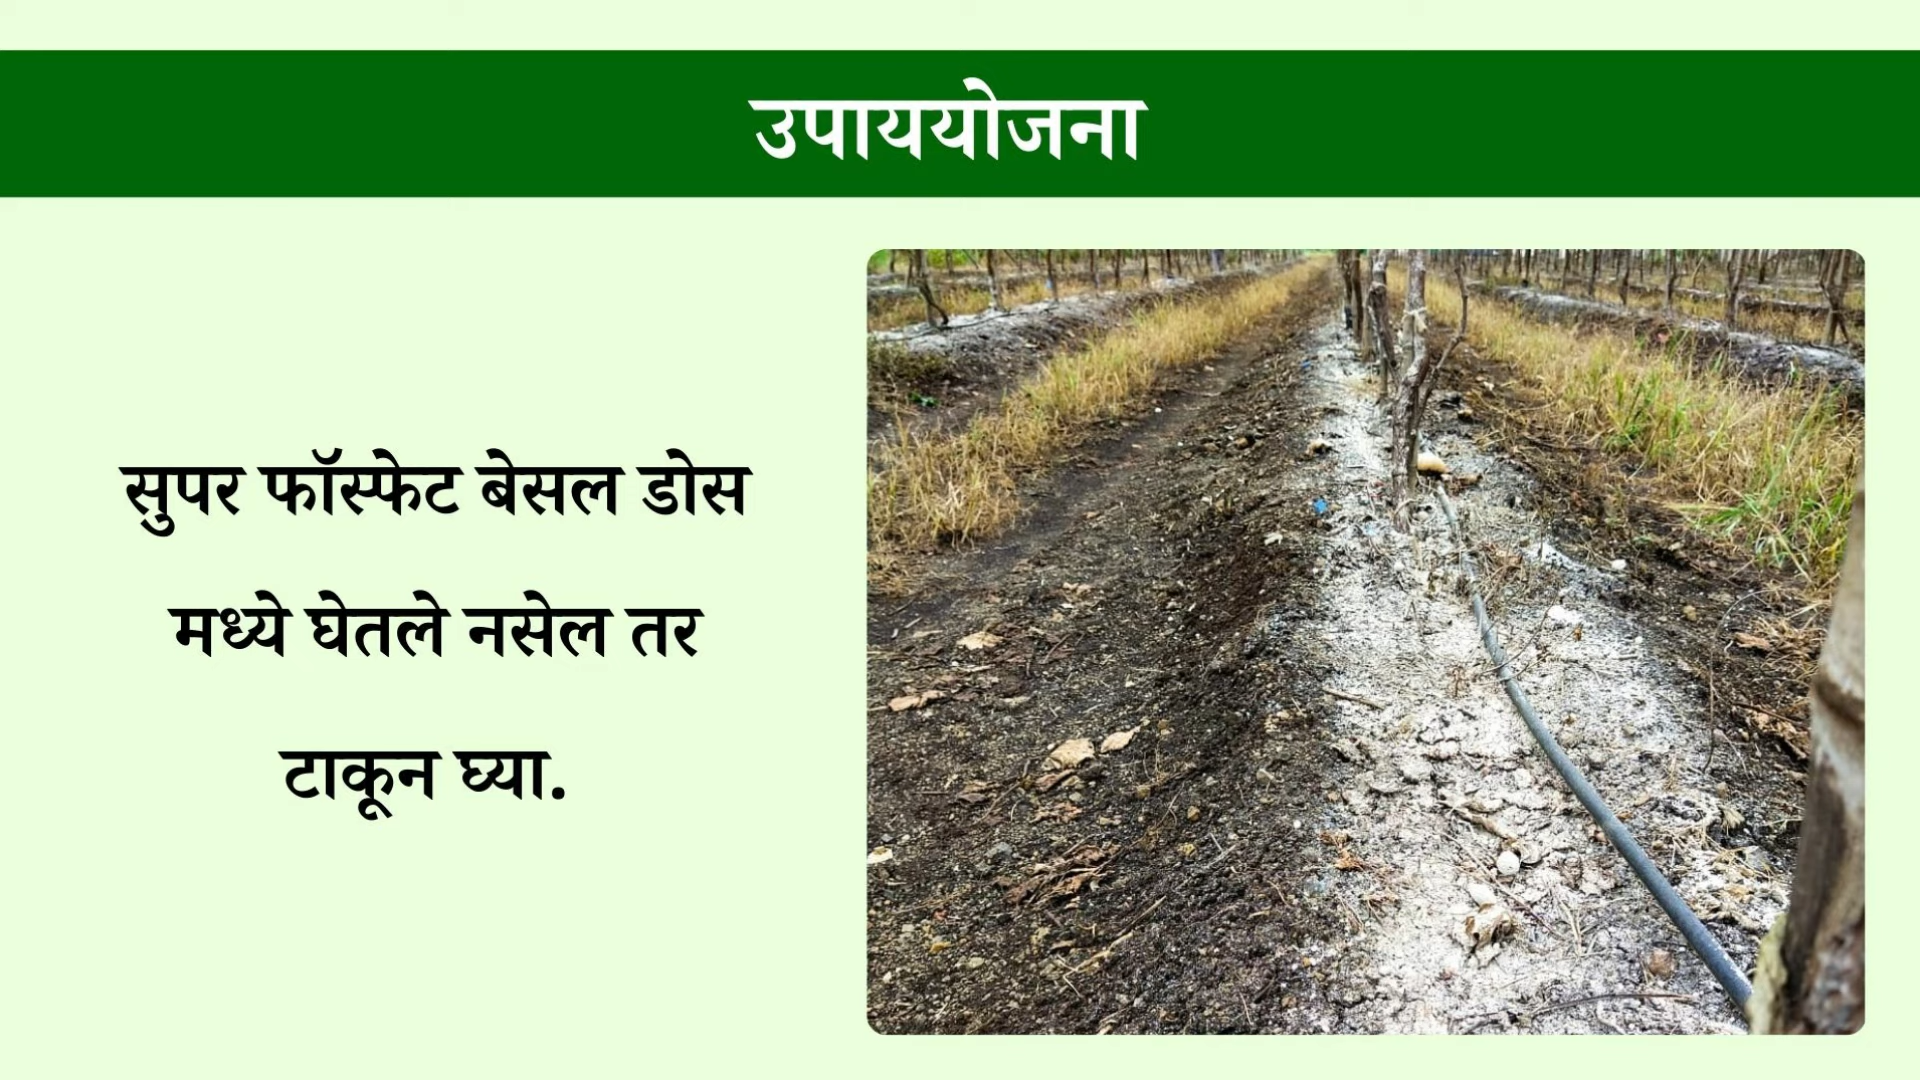 उपाययोजना
सुपर फॉस्फेट बेसल डोस
मध्ये घेतले नसेल तर
टाकून घ्या.